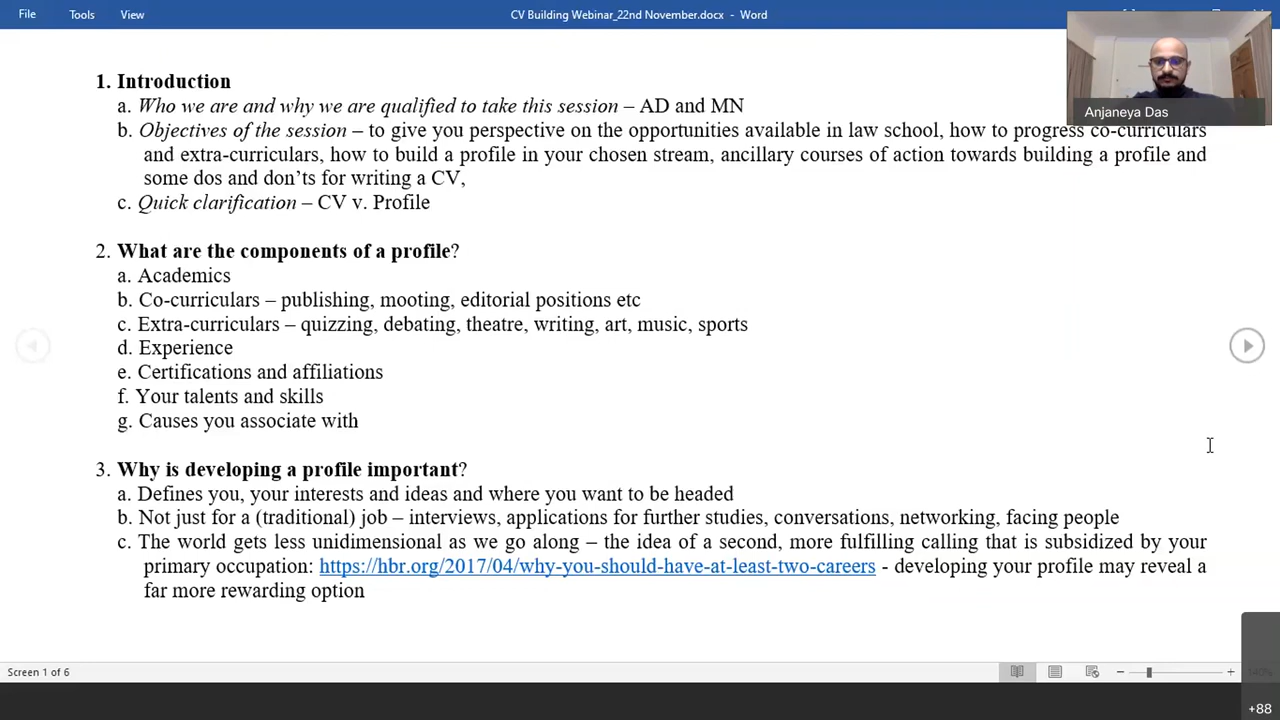 File Tools View CV Building Webinar_22nd November.docx - Word
Anjaneya Das
1. Introduction
a. Who we are and why we are qualified to take this session – AD and MN
b. Objectives of the session – to give you perspective on the opportunities available in law school, how to progress co-curriculars
and extra-curriculars, how to build a profile in your chosen stream, ancillary courses of action towards building a profile and
some dos and don’ts for writing a CV,
c. Quick clarification – CV v. Profile
2. What are the components of a profile?
a. Academics
b. Co-curriculars – publishing, mooting, editorial positions etc
c. Extra-curriculars – quizzing, debating, theatre, writing, art, music, sports
d. Experience
e. Certifications and affiliations
f. Your talents and skills
g. Causes you associate with
3. Why is developing a profile important?
a. Defines you, your interests and ideas and where you want to be headed
b. Not just for a (traditional) job – interviews, applications for further studies, conversations, networking, facing people
c. The world gets less unidimensional as we go along – the idea of a second, more fulfilling calling that is subsidized by your
primary occupation: https://hbr.org/2017/04/why-you-should-have-at-least-two-careers - developing your profile may reveal a
far more rewarding option
Screen 1 of 6
+88